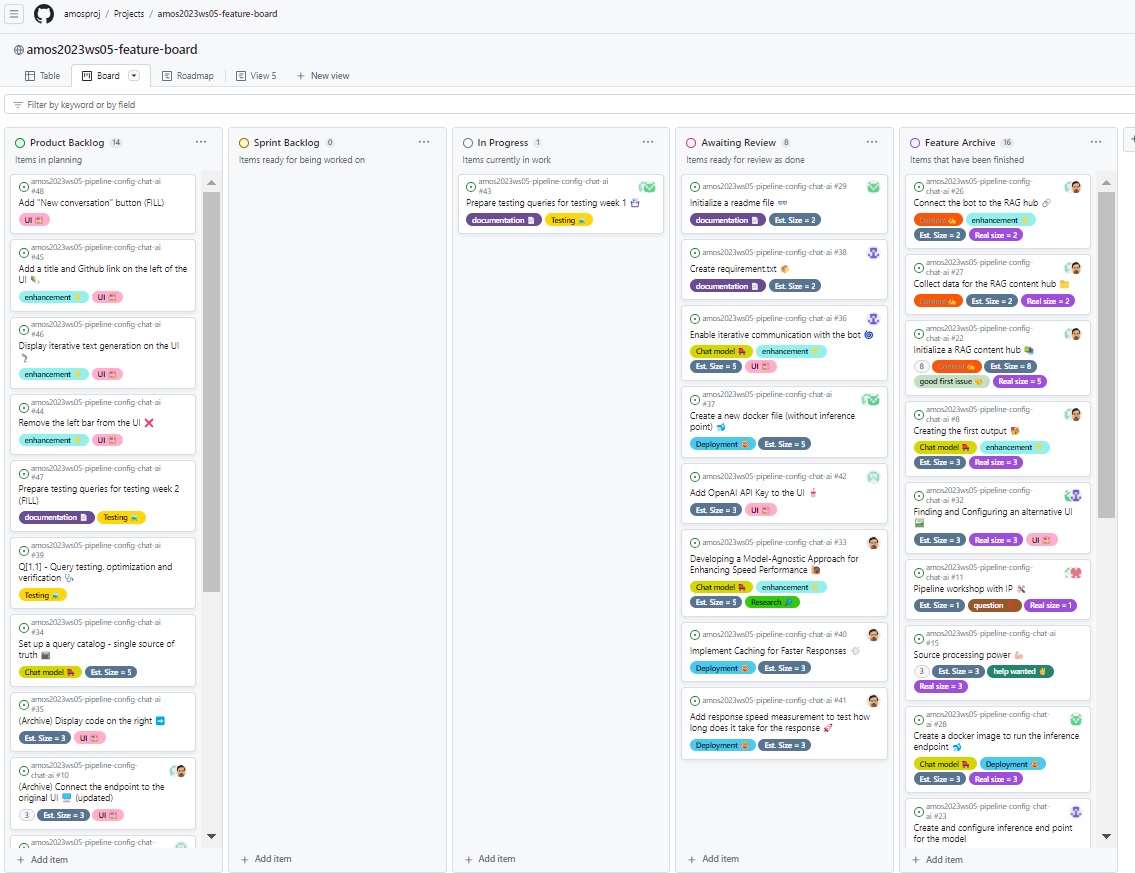 amosproj / Projects / amos2023ws05-feature-board
amos2023ws05-feature-board
Table
Board
Roadmap
View 5
+ New view
Filter by keyword or by field
Product Backlog 14
Items in planning
amos2023ws05-pipeline-config-chat-ai
#48
Add "New conversation" button (FILL)
UI
amos2023ws05-pipeline-config-chat-ai
#45
Add a title and Github link on the left of the
UI
enhancement UI
amos2023ws05-pipeline-config-chat-ai
#46
Display iterative text generation on the UI
enhancement UI
amos2023ws05-pipeline-config-chat-ai
#44
Remove the left bar from the UI ❌
enhancement UI
amos2023ws05-pipeline-config-chat-ai
#47
Prepare testing queries for testing week 2
(FILL)
documentation Testing
amos2023ws05-pipeline-config-chat-ai
#39
Q[1.1] - Query testing, optimization and
verification
Testing
amos2023ws05-pipeline-config-chat-ai
#34
Set up a query catalog - single source of
truth
Chat model Est. Size = 5
amos2023ws05-pipeline-config-chat-ai
#35
(Archive) Display code on the right ➡️
Est. Size = 3 UI
amos2023ws05-pipeline-config-
chat-ai #10
(Archive) Connect the endpoint to the
original UI (updated)
3 Est. Size = 3 UI
amos2023ws05-pipeline-config-chat-
+ Add item
Sprint Backlog 0
Items ready for being worked on
+ Add item
In Progress 1
Items currently in work
amos2023ws05-pipeline-config-chat-ai
#43
Prepare testing queries for testing week 1
documentation Testing
+ Add item
Awaiting Review 8
Items ready for review as done
amos2023ws05-pipeline-config-chat-ai #29
Initialize a readme file
documentation Est. Size = 2
amos2023ws05-pipeline-config-chat-ai #38
Create requirement.txt
documentation Est. Size = 2
amos2023ws05-pipeline-config-chat-ai #36
Enable iterative communication with the bot
Chat model enhancement
Est. Size = 5 UI
amos2023ws05-pipeline-config-chat-ai
#37
Create a new docker file (without inference
point)
Deployment Est. Size = 5
amos2023ws05-pipeline-config-chat-ai #42
Add OpenAI API Key to the UI
Est. Size = 3 UI
amos2023ws05-pipeline-config-chat-ai #33
Developing a Model-Agnostic Approach for
Enhancing Speed Performance
Chat model enhancement
Est. Size = 5 Research
amos2023ws05-pipeline-config-chat-ai #40
Implement Caching for Faster Responses
Deployment Est. Size = 3
amos2023ws05-pipeline-config-chat-ai #41
Add response speed measurement to test how
long does it take for the response 🚀
Deployment Est. Size = 3
+ Add item
Feature Archive 16
Items that have been finished
amos2023ws05-pipeline-config-
chat-ai #26
Connect the bot to the RAG hub 🔗
Content enhancement
Est. Size = 2 Real size = 2
amos2023ws05-pipeline-config-
chat-ai #27
Collect data for the RAG content hub 📁
Content Est. Size = 2 Real size = 2
amos2023ws05-pipeline-config-
chat-ai #22
Initialize a RAG content hub
8 Content Est. Size = 8
good first issue Real size = 5
amos2023ws05-pipeline-config-
chat-ai #8
Creating the first output
Chat model enhancement
Est. Size = 3 Real size = 3
amos2023ws05-pipeline-config-
chat-ai #32
Finding and Configuring an alternative UI
Est. Size = 3 Real size = 3 UI
amos2023ws05-pipeline-config-
chat-ai #11
Pipeline workshop with IP
Est. Size = 1 question Real size = 1
amos2023ws05-pipeline-config-chat-ai
#15
Source processing power
3 Est. Size = 3 help wanted
Real size = 3
amos2023ws05-pipeline-config-chat-
ai #28
Create a docker image to run the inference
endpoint
Chat model Deployment
Est. Size = 3 Real size = 3
amos2023ws05-pipeline-config-chat-
ai #23
Create and configure inference end point
for the model
+ Add item